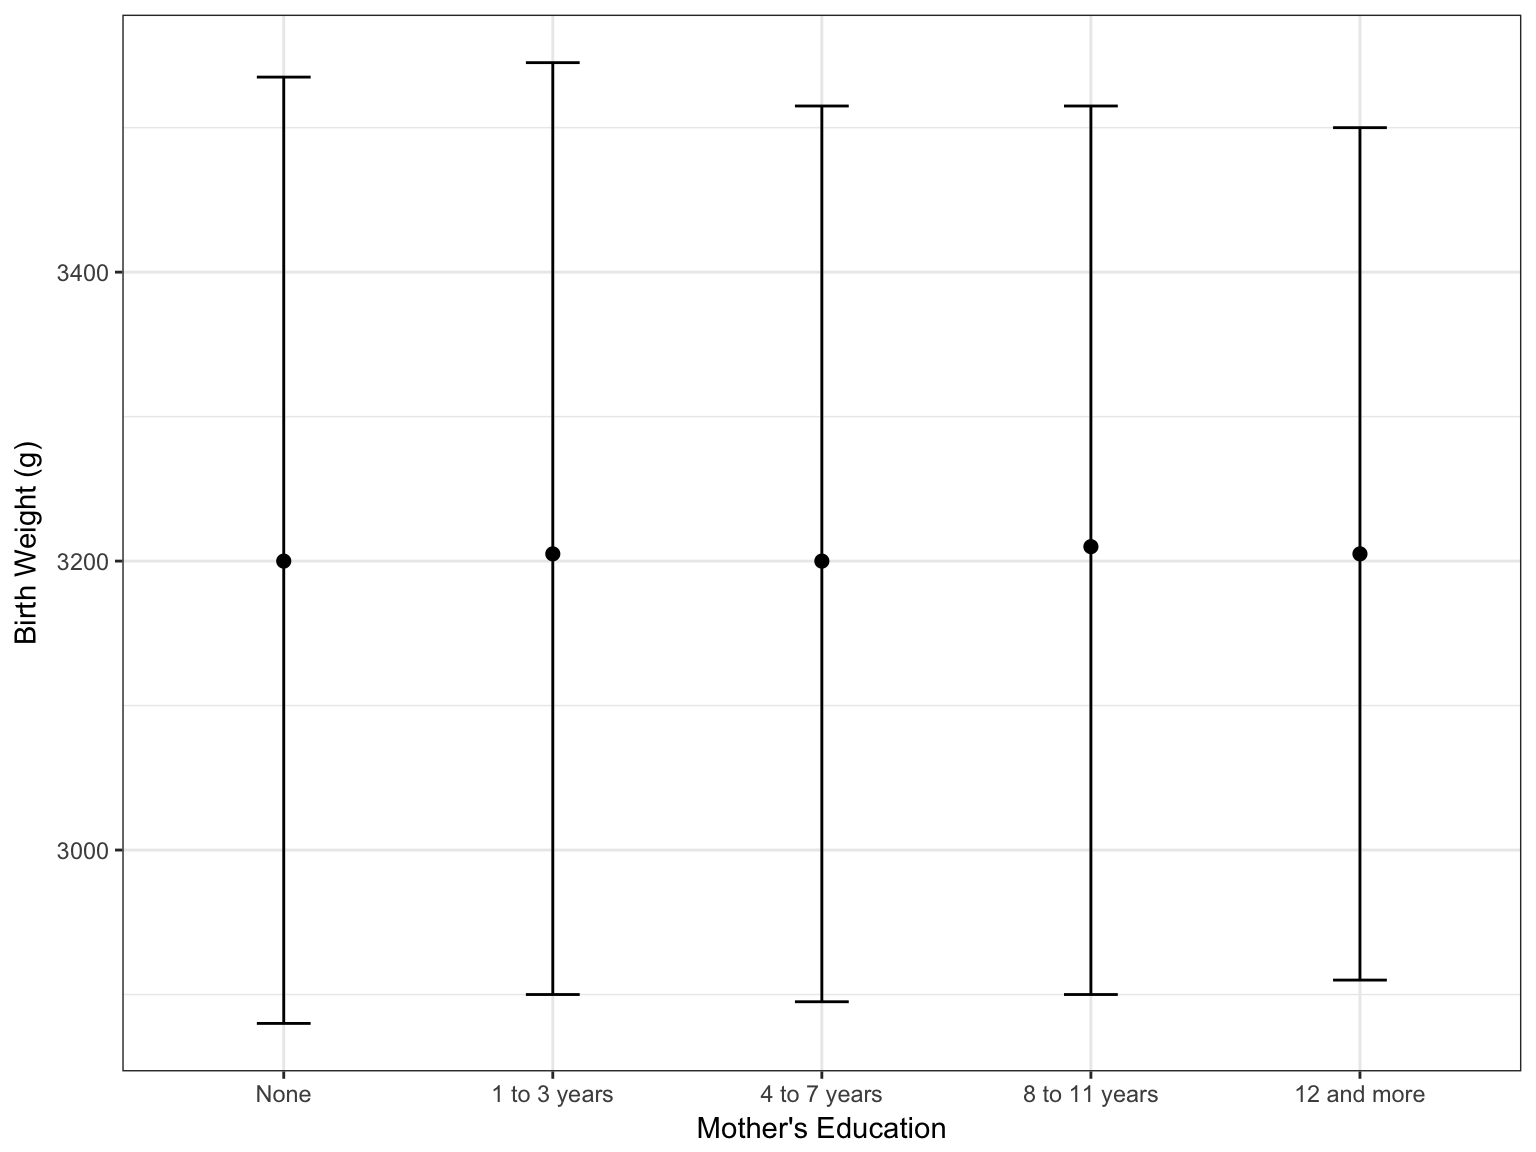 Birth Weight (g)
3400
3200
3000
None
1 to 3 years
4 to 7 years
8 to 11 years
12 and more
Mother's Education